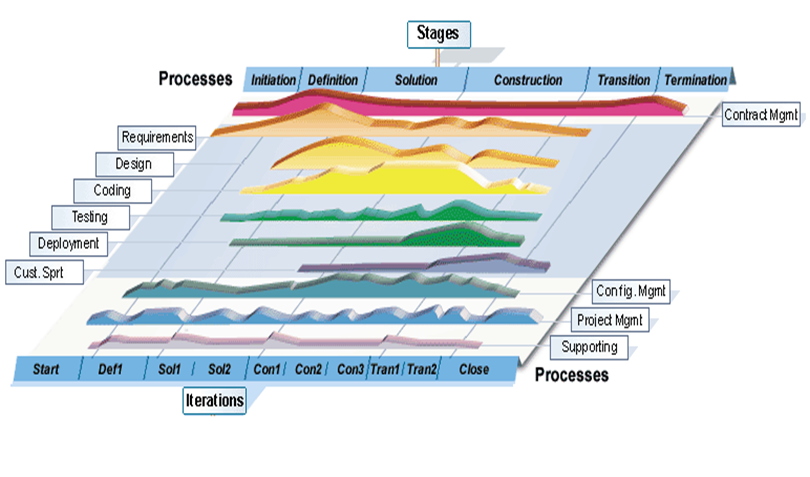 Stages
Processes
Initiation
Definition
Solution
Construction
Transition
Termination
Contract Mgmt
Requirements
Design
Coding
Testing
Deployment
Cust. Sprt
Config. Mgmt
Project Mgmt
Supporting
Start
Def1
Sol1
Sol2
Con1
Con2
Con3
Tran1
Tran2
Close
Processes
Iterations